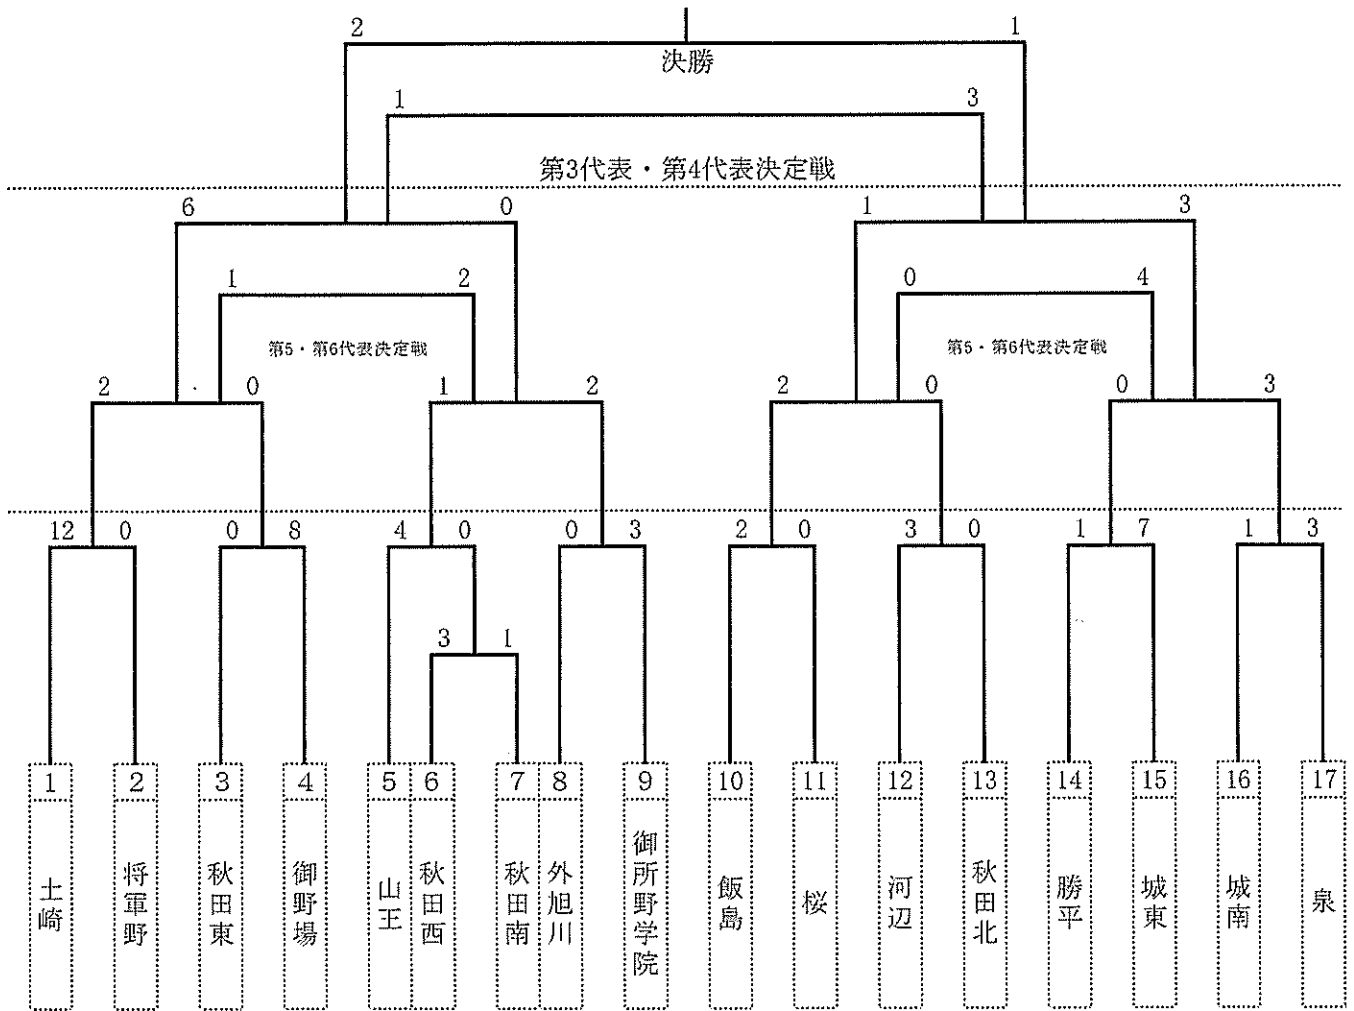 2 1
決勝
1 3
第3代表・第4代表決定戦
6 0 1 3
1 2 0 4
第5・第6代表決定戦 第5・第6代表決定戦
2 0 1 2 2 0 0 3
12 0 0 8 4 0 0 3 2 0 3 0 1 7 1 3
3 1
1 2 3 4 5 6 7 8 9 10 11 12 13 14 15 16 17
土崎
将軍野
秋田東
御野場
山王
秋田西
秋田南
外旭川
御所野学院
飯島
桜
河辺
秋田北
勝平
城東
城南
泉